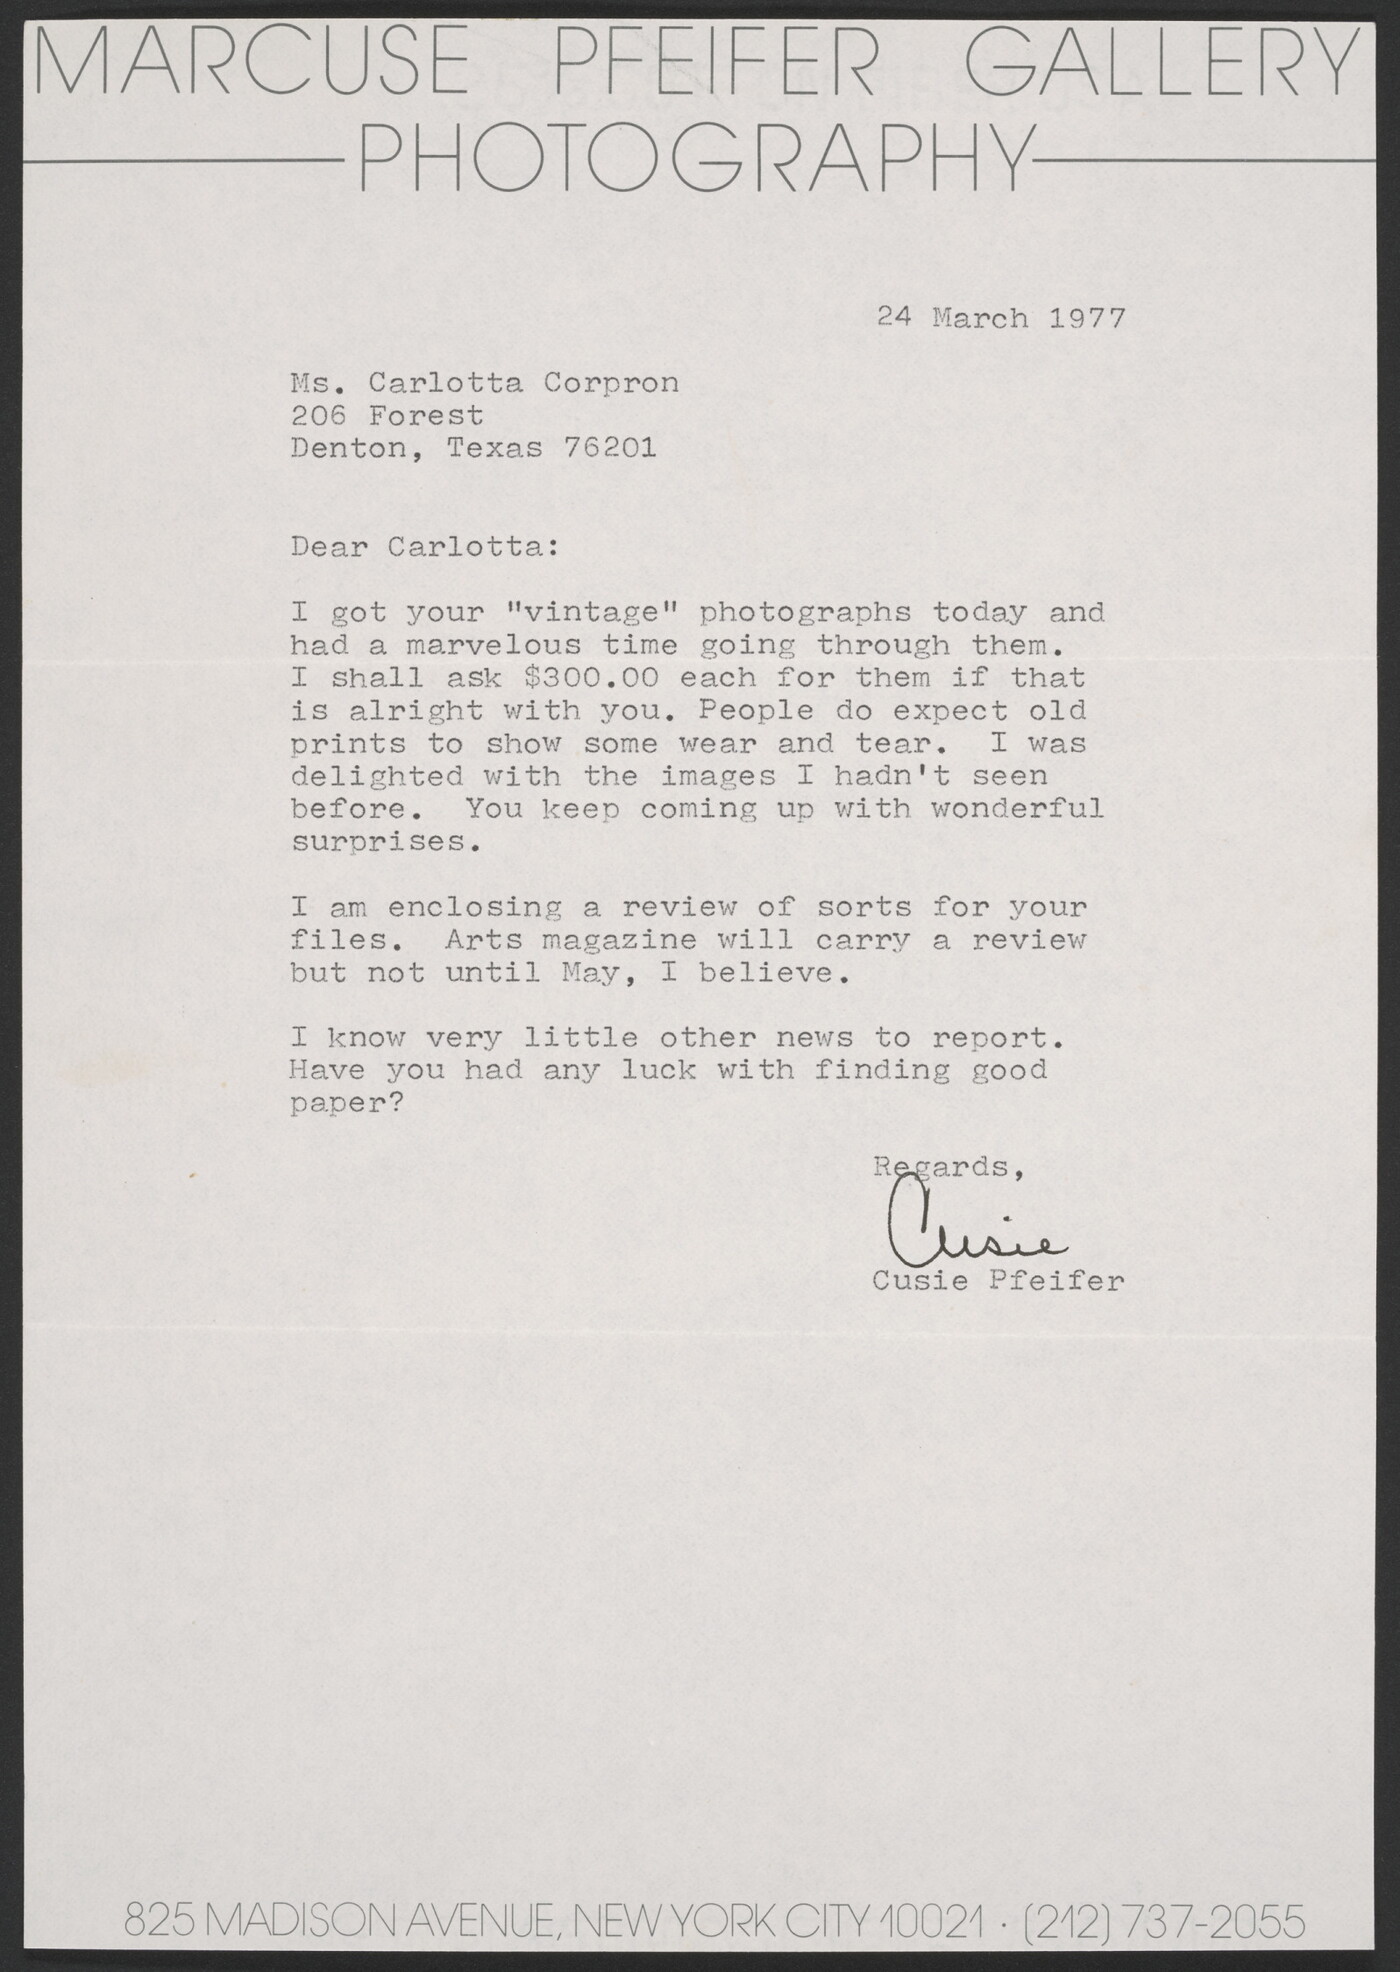 MARCUSE PFEIFER GALLERY
PHOTOGRAPHY
24 March 1977
Ms. Carlotta Corpron
206 Forest
Denton, Texas 76201
Dear Carlotta:
I got your "vintage" photographs today and
had a marvelous time going through them.
I shall ask $300.00 each for them if that
is alright with you. People do expect old
prints to show some wear and tear.  I was
delighted with the images I hadn't seen
before.  You keep coming up with wonderful
surprises.
I am enclosing a review of sorts for your
files.  Arts magazine will carry a review
but not until May, I believe.
I know very little other news to report.
Have you had any luck with finding good
paper?
Regards,
Cusie
Cusie Pfeifer
825 MADISON AVENUE, NEW YORK CITY 10021 · (212) 737-2055